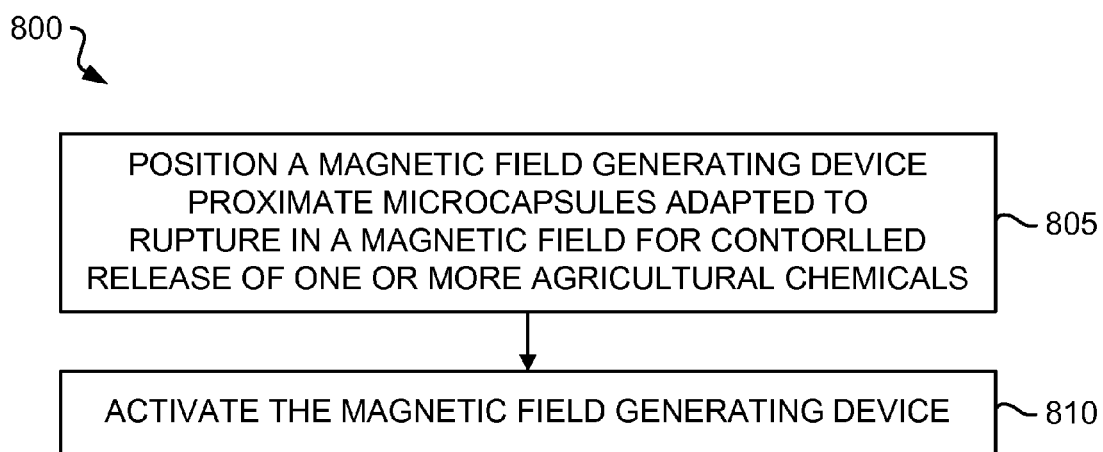 800
POSITION A MAGNETIC FIELD GENERATING DEVICE
PROXIMATE MICROCAPSULES ADAPTED TO
RUPTURE IN A MAGNETIC FIELD FOR CONTORLLED
RELEASE OF ONE OR MORE AGRICULTURAL CHEMICALS
805
ACTIVATE THE MAGNETIC FIELD GENERATING DEVICE
810